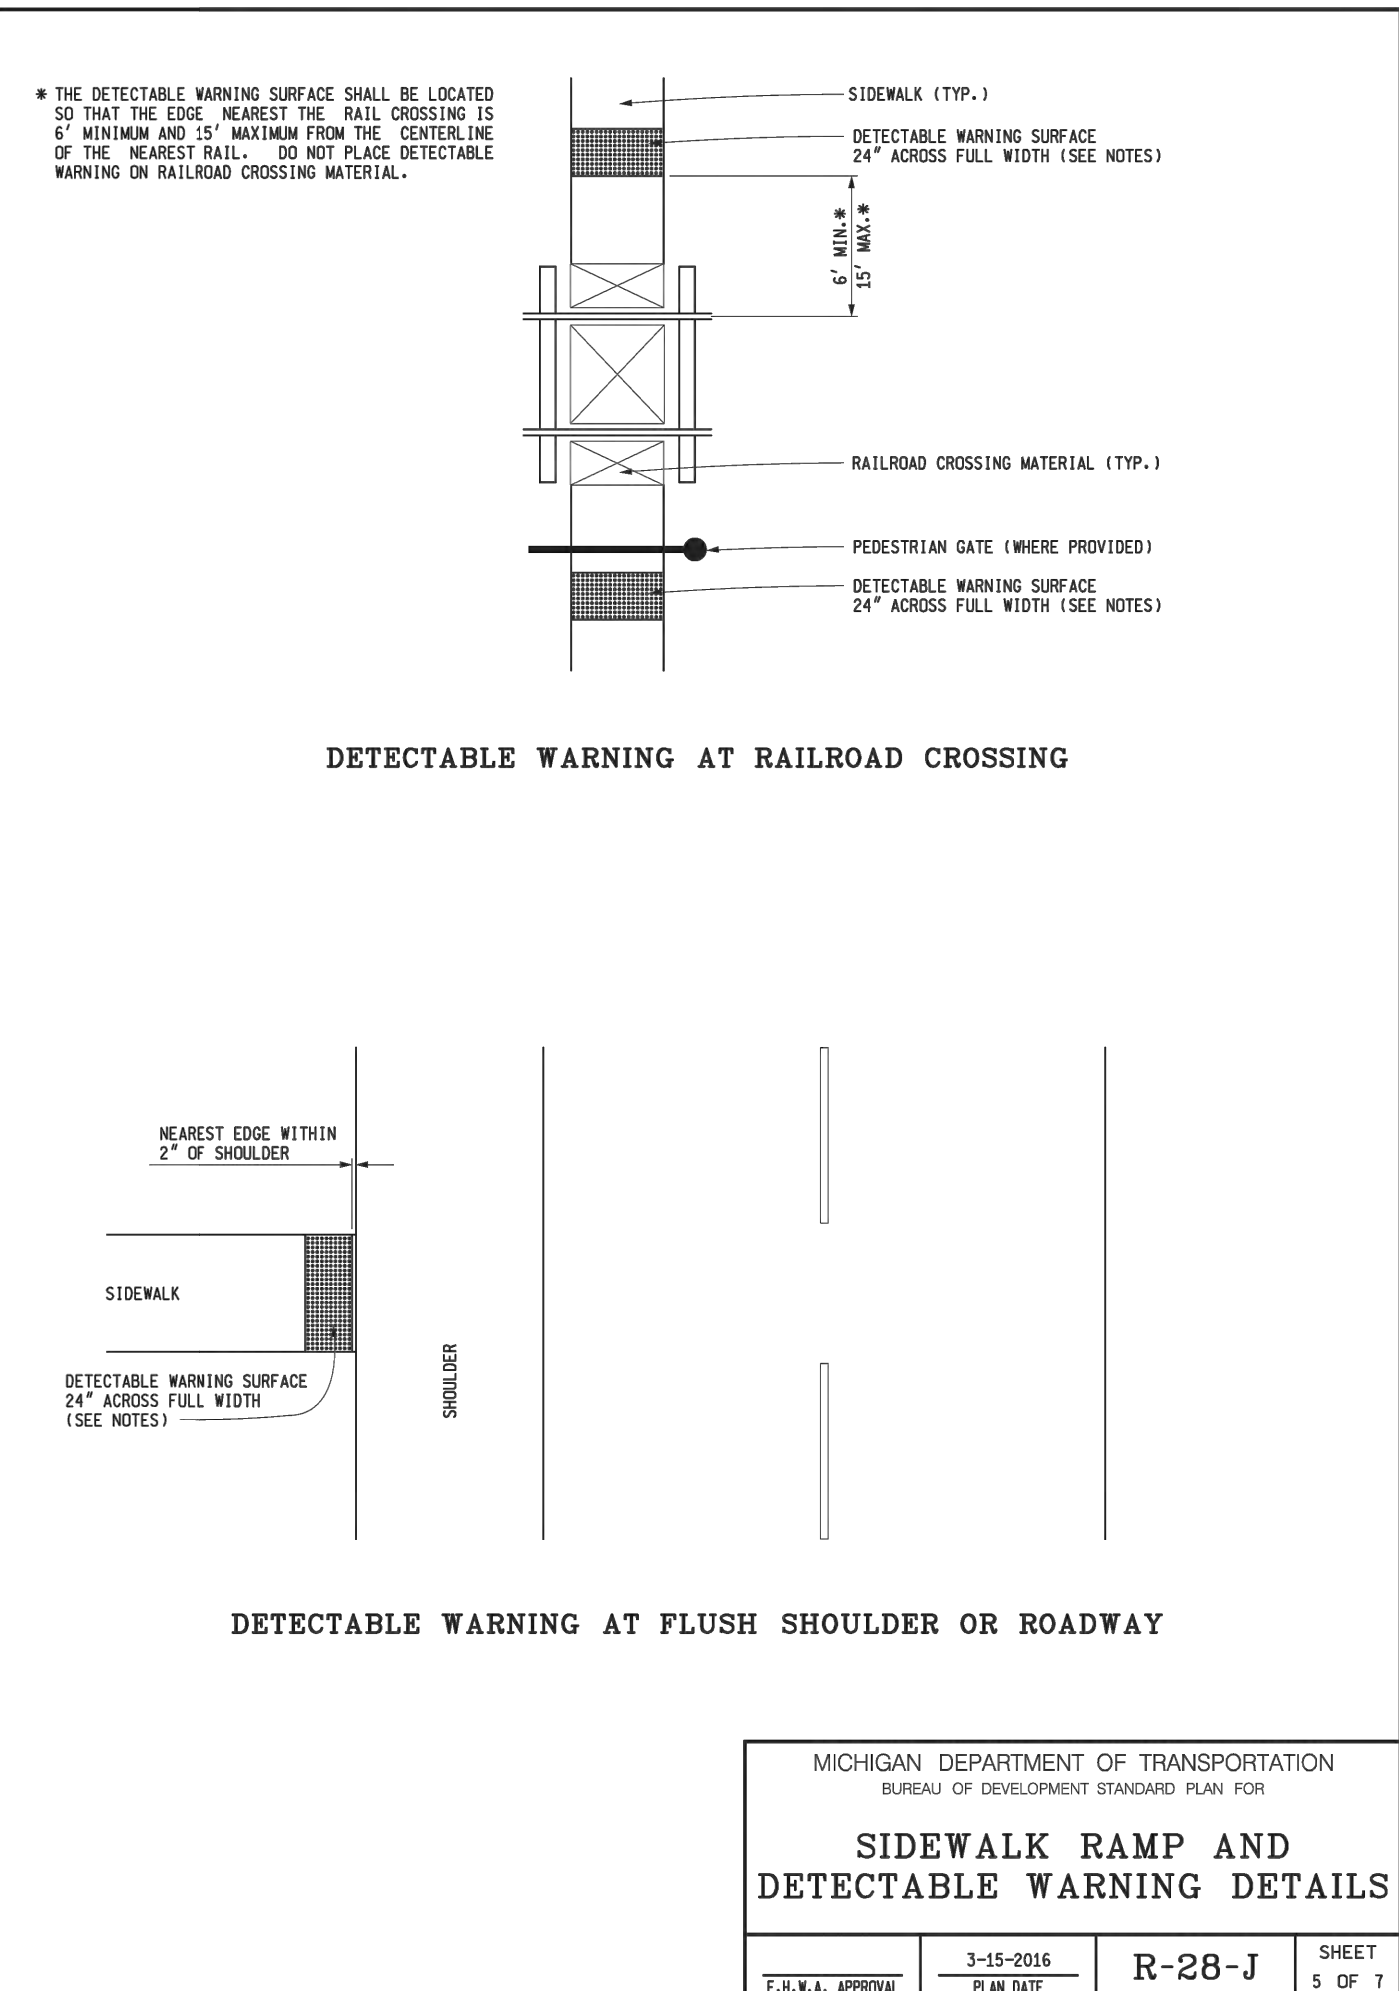 * THE DETECTABLE WARNING SURFACE SHALL BE LOCATED
SO THAT THE EDGE NEAREST THE RAIL CROSSING IS
6' MINIMUM AND 15' MAXIMUM FROM THE CENTERLINE
OF THE NEAREST RAIL. DO NOT PLACE DETECTABLE
WARNING ON RAILROAD CROSSING MATERIAL.
SIDEWALK (TYP.)
DETECTABLE WARNING SURFACE
24" ACROSS FULL WIDTH (SEE NOTES)
6' MIN.*
15' MAX.*
RAILROAD CROSSING MATERIAL (TYP.)
PEDESTRIAN GATE (WHERE PROVIDED)
DETECTABLE WARNING SURFACE
24" ACROSS FULL WIDTH (SEE NOTES)
DETECTABLE WARNING AT RAILROAD CROSSING
NEAREST EDGE WITHIN
2" OF SHOULDER
SIDEWALK
SHOULDER
DETECTABLE WARNING SURFACE
24" ACROSS FULL WIDTH
(SEE NOTES)
DETECTABLE WARNING AT FLUSH SHOULDER OR ROADWAY
MICHIGAN DEPARTMENT OF TRANSPORTATION
BUREAU OF DEVELOPMENT STANDARD PLAN FOR
SIDEWALK RAMP AND
DETECTABLE WARNING DETAILS
F.H.W.A. APPROVAL
3-15-2016
PLAN DATE
R-28-J
SHEET
5 OF 7